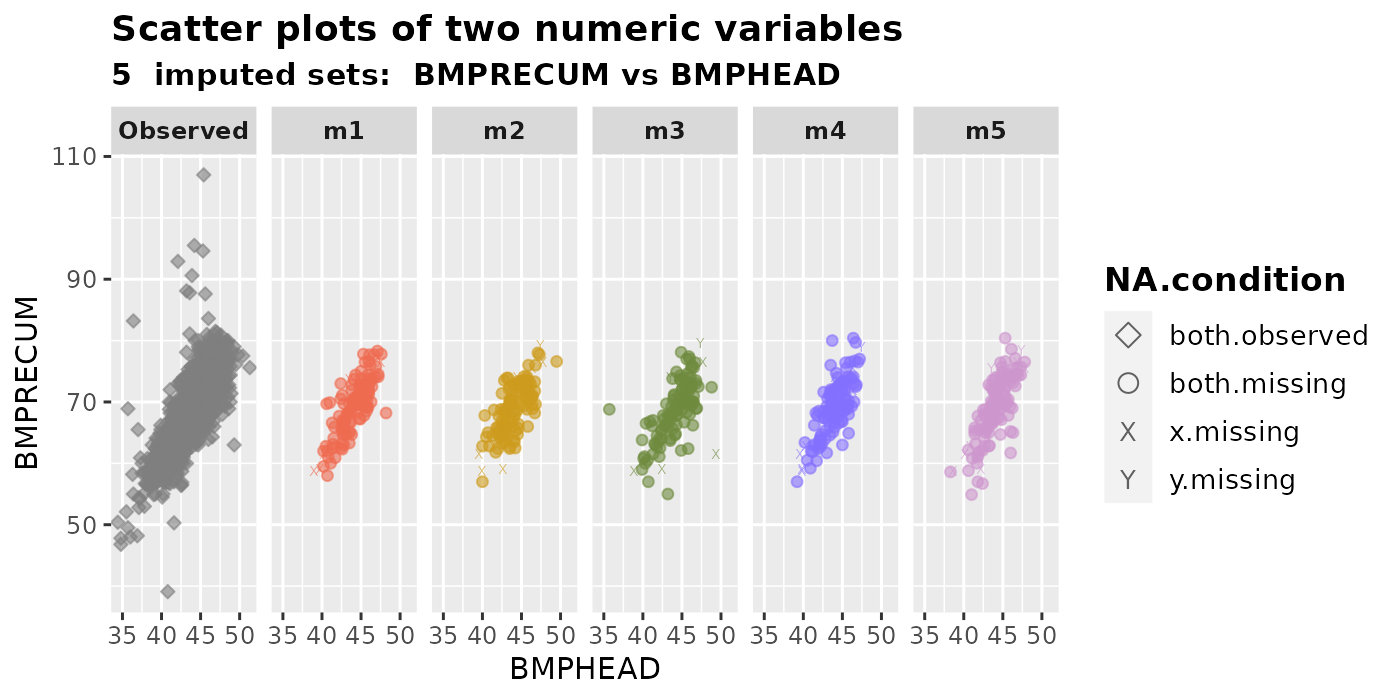 Scatter plots of two numeric variables
5  imputed sets:  BMPRECUM vs BMPHEAD
Observed m1 m2 m3 m4 m5
110
90
70
50
BMPRECUM
35 40 45 50 35 40 45 50 35 40 45 50 35 40 45 50 35 40 45 50 35 40 45 50
BMPHEAD
NA.condition
both.observed
both.missing
X x.missing
Y y.missing